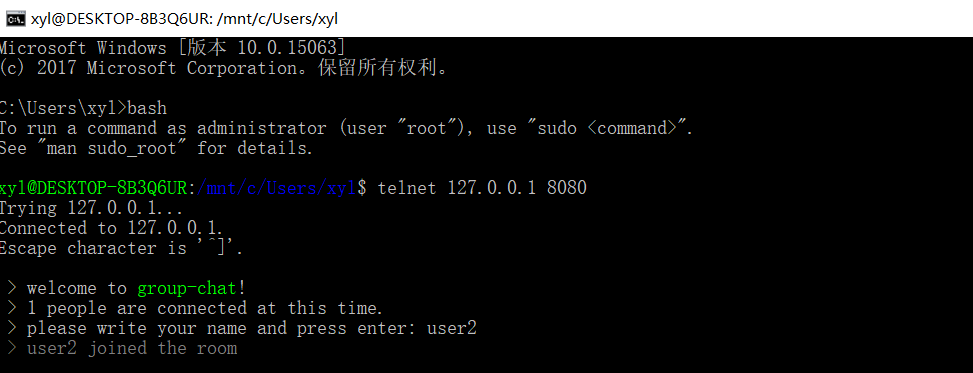 xyl@DESKTOP-8B3Q6UR: /mnt/c/Users/xyl
Microsoft Windows [版本 10.0.15063]
(c) 2017 Microsoft Corporation。保留所有权利。
C:\Users\xyl>bash
To run a command as administrator (user "root"), use "sudo <command>".
See "man sudo_root" for details.
xyl@DESKTOP-8B3Q6UR:/mnt/c/Users/xyl$ telnet 127.0.0.1 8080
Trying 127.0.0.1...
Connected to 127.0.0.1.
Escape character is '^]'.
> welcome to group-chat!
> 1 people are connected at this time.
> please write your name and press enter: user2
> user2 joined the room